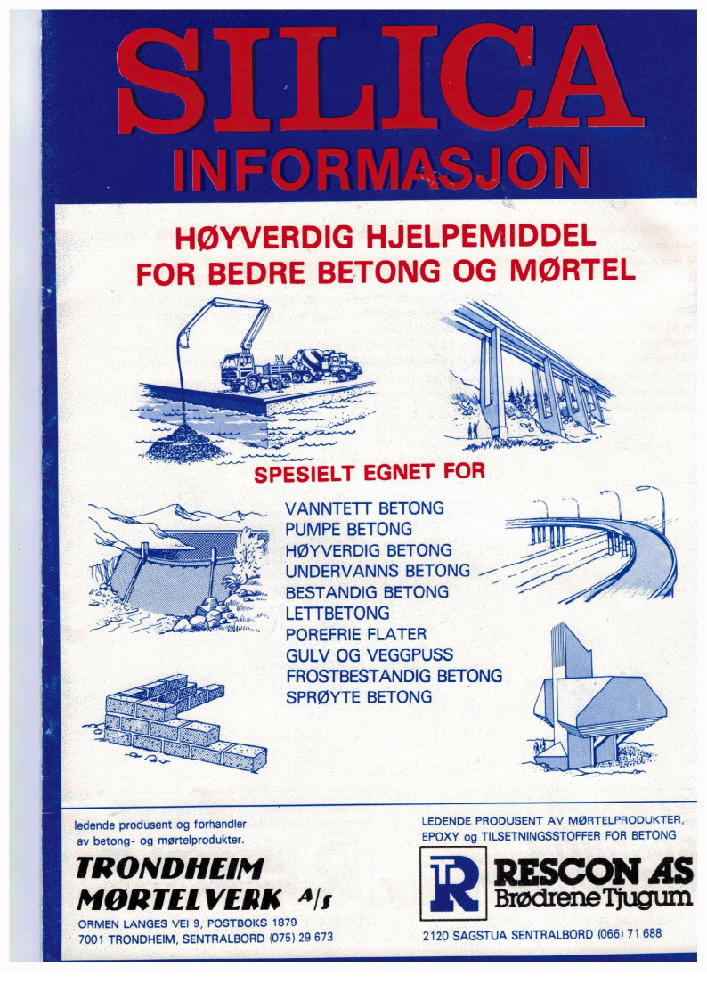 SILICA
INFORMASJON
HØYVERDIG HJELPEMIDDEL
FOR BEDRE BETONG OG MØRTEL
SPESIELT EGNET FOR
VANNTETT BETONG
PUMPE BETONG
HØYVERDIG BETONG
UNDERVANNS BETONG
BESTANDIG BETONG
LETTBETONG
POREFRIE FLATER
GULV OG VEGGPUSS
FROSTBESTANDIG BETONG
SPRØYTE BETONG
ledende produsent og forhandler
av betong- og mørtelprodukter.
TRONDHEIM
MØRTELVERK A/S
ORMEN LANGES VEI 9, POSTBOKS 1879
7001 TRONDHEIM, SENTRALBORD (075) 29 673
LEDENDE PRODUSENT AV MØRTELPRODUKTER,
EPOXY og TILSETNINGSSTOFFER FOR BETONG
TR
RESCON AS
Brødrene Tjugum
2120 SAGSTUA SENTRALBORD (066) 71 688